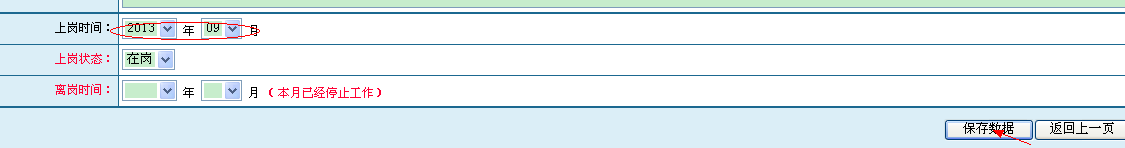 上岗时间： 2013 年 09 月
上岗状态： 在岗
离岗时间： 年 月 （本月已经停止工作）
保存数据 返回上一页